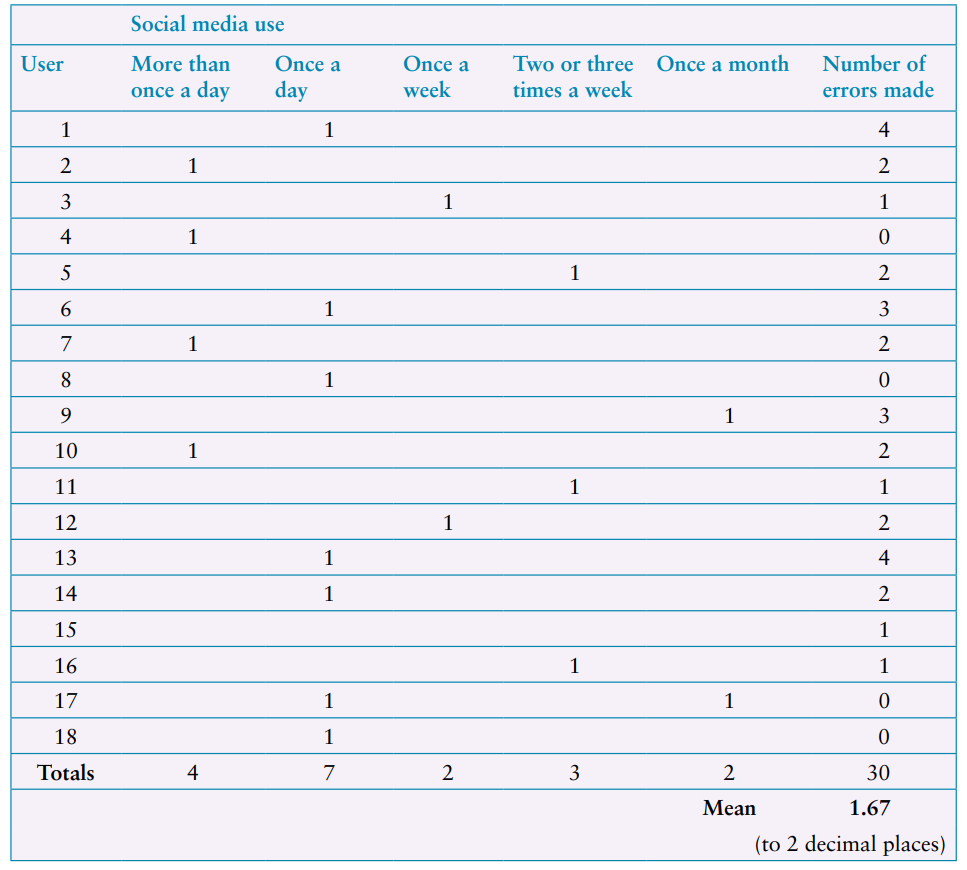 Social media use
User More than once a day Once a day Once a week Two or three times a week Once a month Number of errors made
1 1 4
2 1 2
3 1 1
4 1 0
5 1 2
6 1 3
7 1 2
8 1 0
9 1 3
10 1 2
11 1 1
12 1 2
13 1 4
14 1 2
15 1
16 1 1
17 1 1 0
18 1 0
Totals 4 7 2 3 2 30
Mean 1.67
(to 2 decimal places)